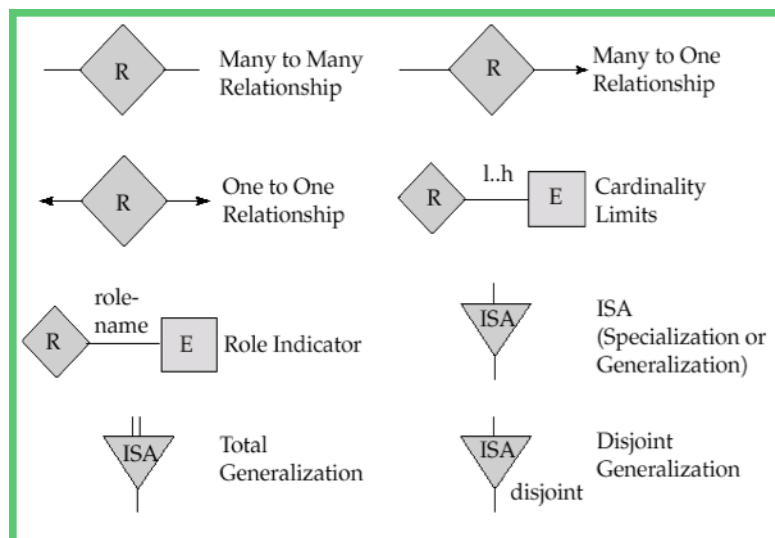 R
Many to Many
Relationship
R
Many to One
Relationship
R
One to One
Relationship
R
l..h
E
Cardinality
Limits
role-
name
R
E
Role Indicator
ISA
ISA
(Specialization or
Generalization)
ISA
Total
Generalization
ISA
disjoint
Disjoint
Generalization